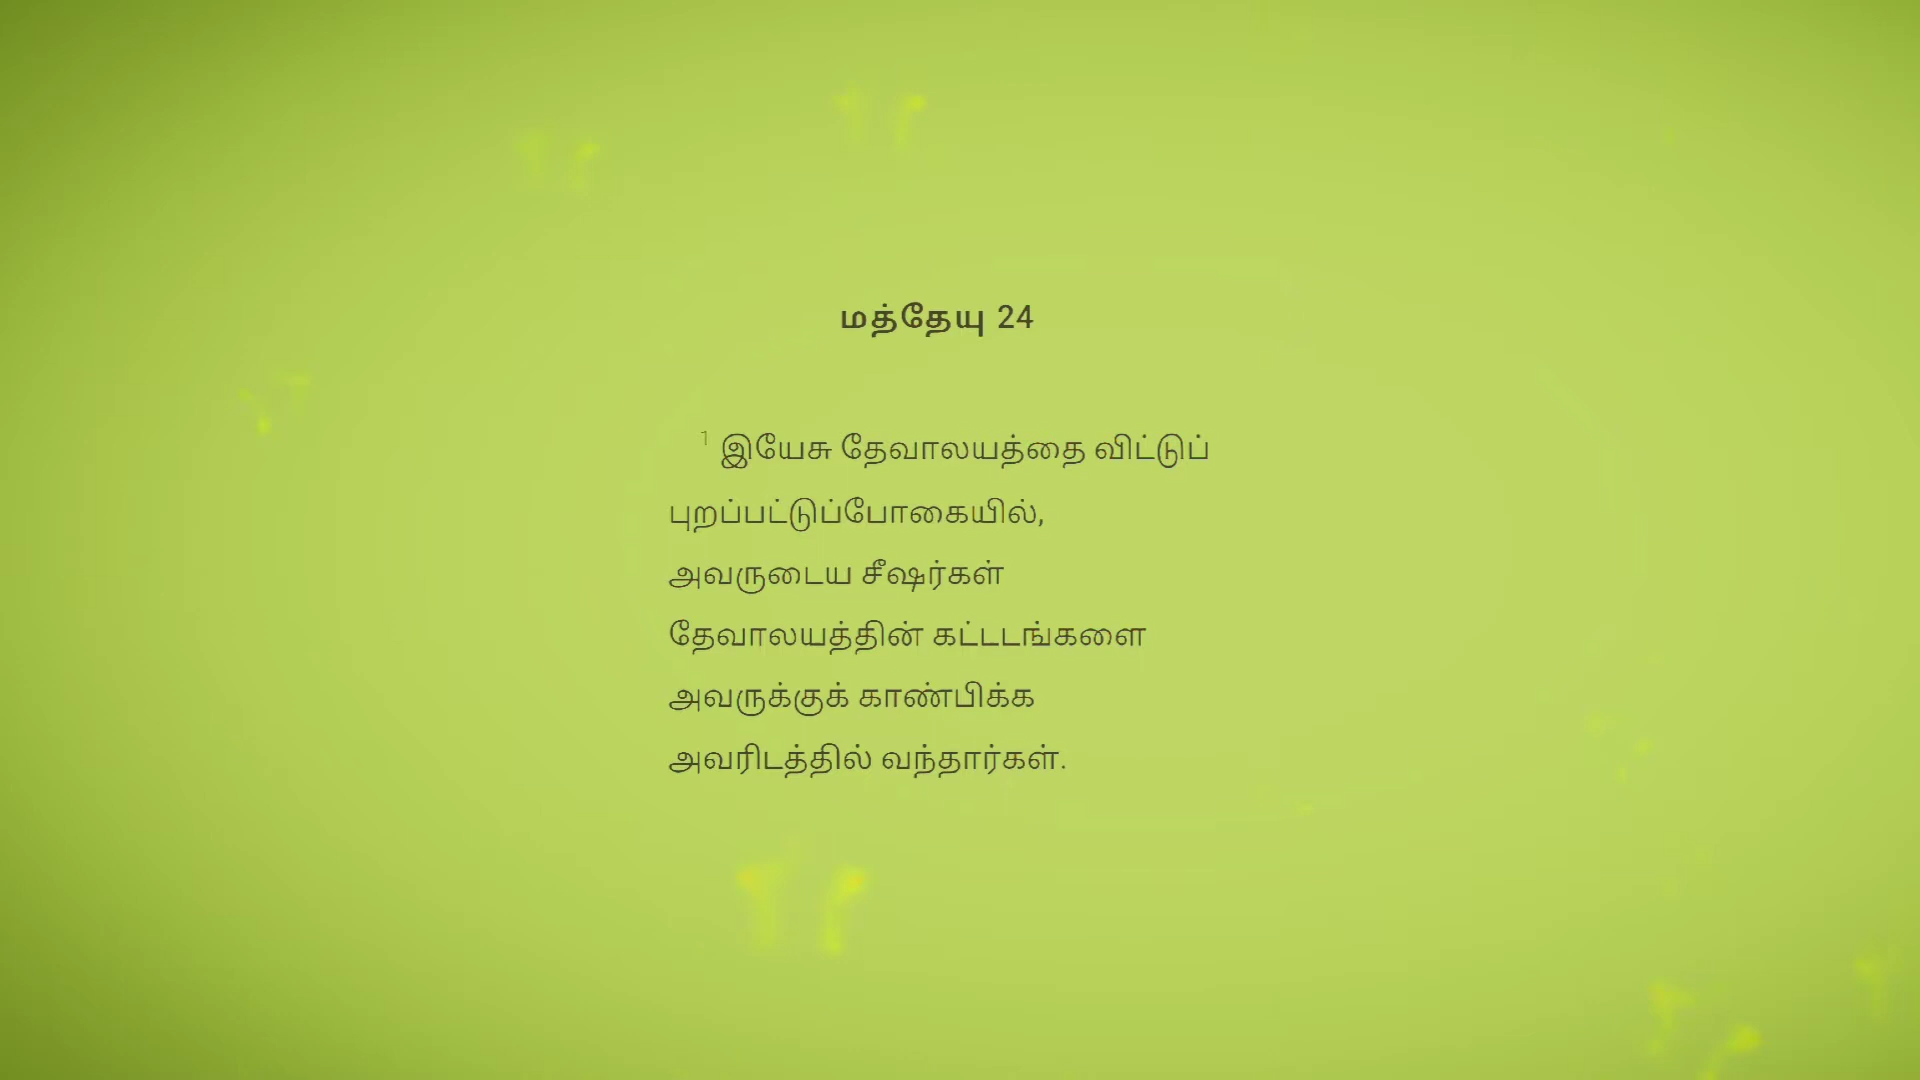 மத்தேயு 24
1 இயேசு தேவாலயத்தை விட்டுப்
புறப்பட்டுப்போகையில்,
அவருடைய சீஷர்கள்
தேவாலயத்தின் கட்டடங்களை
அவருக்குக் காண்பிக்க
அவரிடத்தில் வந்தார்கள்.